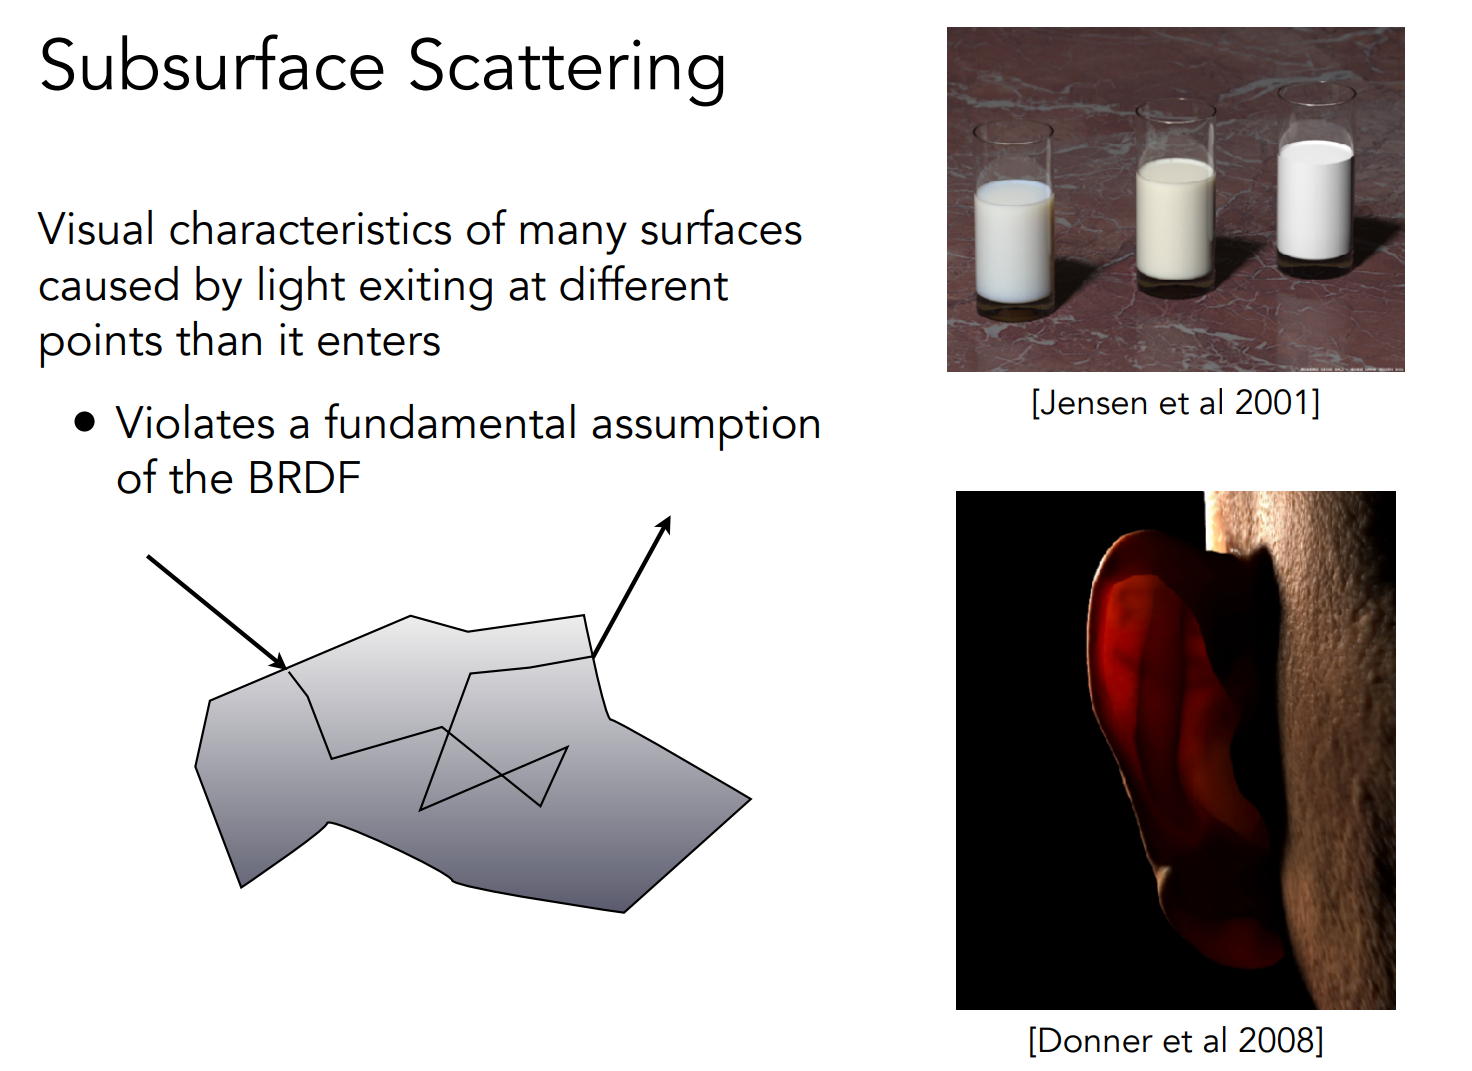 Subsurface Scattering
Visual characteristics of many surfaces
caused by light exiting at different
points than it enters
• Violates a fundamental assumption
of the BRDF
[Jensen et al 2001]
[Donner et al 2008]